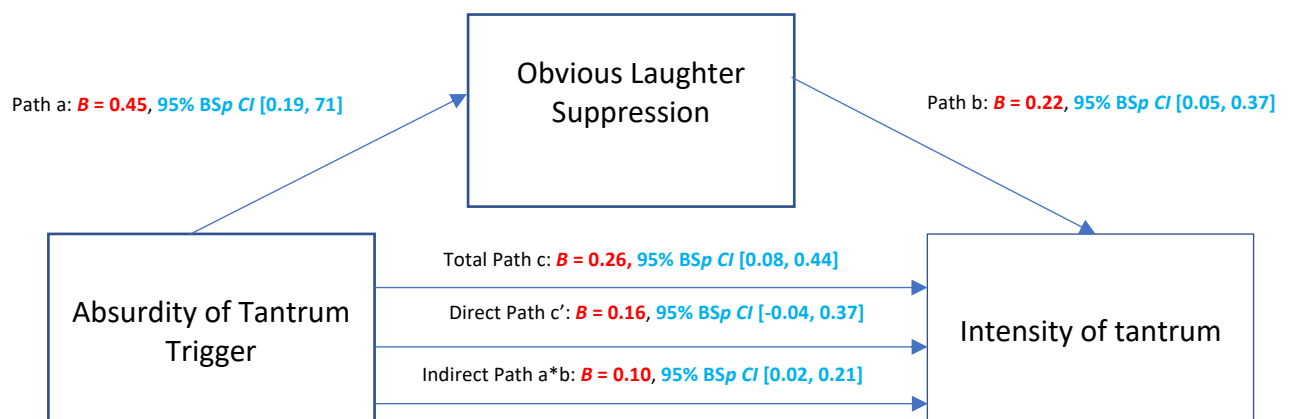 Obvious Laughter
Suppression
Path a: B = 0.45, 95% BSp CI [0.19, 71]
Path b: B = 0.22, 95% BSp CI [0.05, 0.37]
Total Path c: B = 0.26, 95% BSp CI [0.08, 0.44]
Absurdity of Tantrum
Trigger
Direct Path c’: B = 0.16, 95% BSp CI [-0.04, 0.37]
Intensity of tantrum
Indirect Path a*b: B = 0.10, 95% BSp CI [0.02, 0.21]